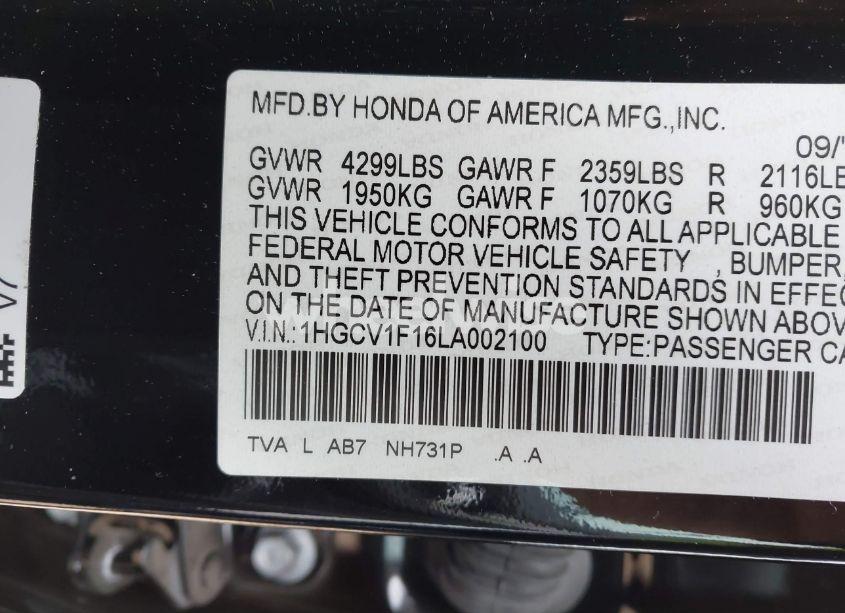 MFD.BY HONDA OF AMERICA MFG.,INC.
09/
GVWR 4299LBS GAWR F 2359LBS R 2116LB
GVWR 1950KG GAWR F 1070KG R 960KG
THIS VEHICLE CONFORMS TO ALL APPLICABLE
FEDERAL MOTOR VEHICLE SAFETY , BUMPER,
AND THEFT PREVENTION STANDARDS IN EFFEC
ON THE DATE OF MANUFACTURE SHOWN ABOV
V.I.N.:1HGCV1F16LA002100 TYPE:PASSENGER CA
TVA L AB7 NH731P .A .A
V7